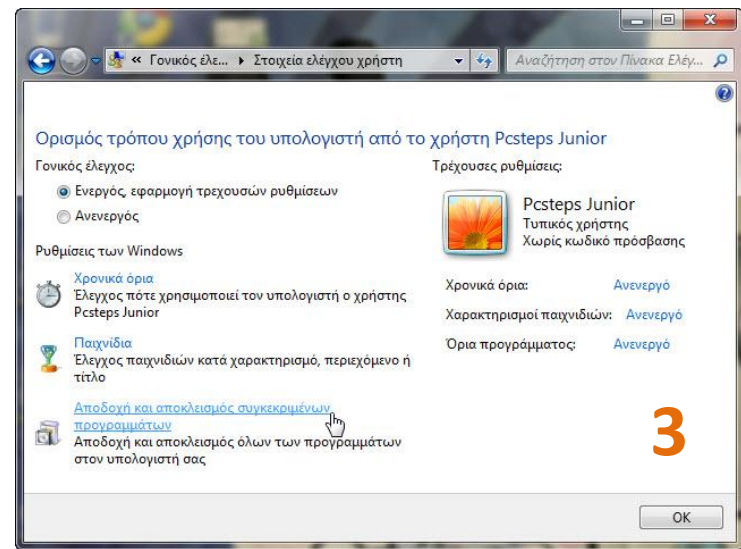 « Γονικός έλε... ▸ Στοιχεία ελέγχου χρήστη
Αναζήτηση στον Πίνακα Ελέγ...
Ορισμός τρόπου χρήσης του υπολογιστή από το χρήστη Pcsteps Junior
Γονικός έλεγχος:
Ενεργός, εφαρμογή τρεχουσών ρυθμίσεων
Ανενεργός
Ρυθμίσεις των Windows
Χρονικά όρια
Έλεγχος πότε χρησιμοποιεί τον υπολογιστή ο χρήστης
Pcsteps Junior
Παιχνίδια
Έλεγχος παιχνιδιών κατά χαρακτηρισμό, περιεχόμενο ή
τίτλο
Αποδοχή και αποκλεισμός συγκεκριμένων
προγραμμάτων
Αποδοχή και αποκλεισμός όλων των προγραμμάτων
στον υπολογιστή σας
Τρέχουσες ρυθμίσεις:
Pcsteps Junior
Τυπικός χρήστης
Χωρίς κωδικό πρόσβασης
Χρονικά όρια: Ανενεργό
Χαρακτηρισμοί παιχνιδιών: Ανενεργό
Όρια προγράμματος: Ανενεργό
3
OK